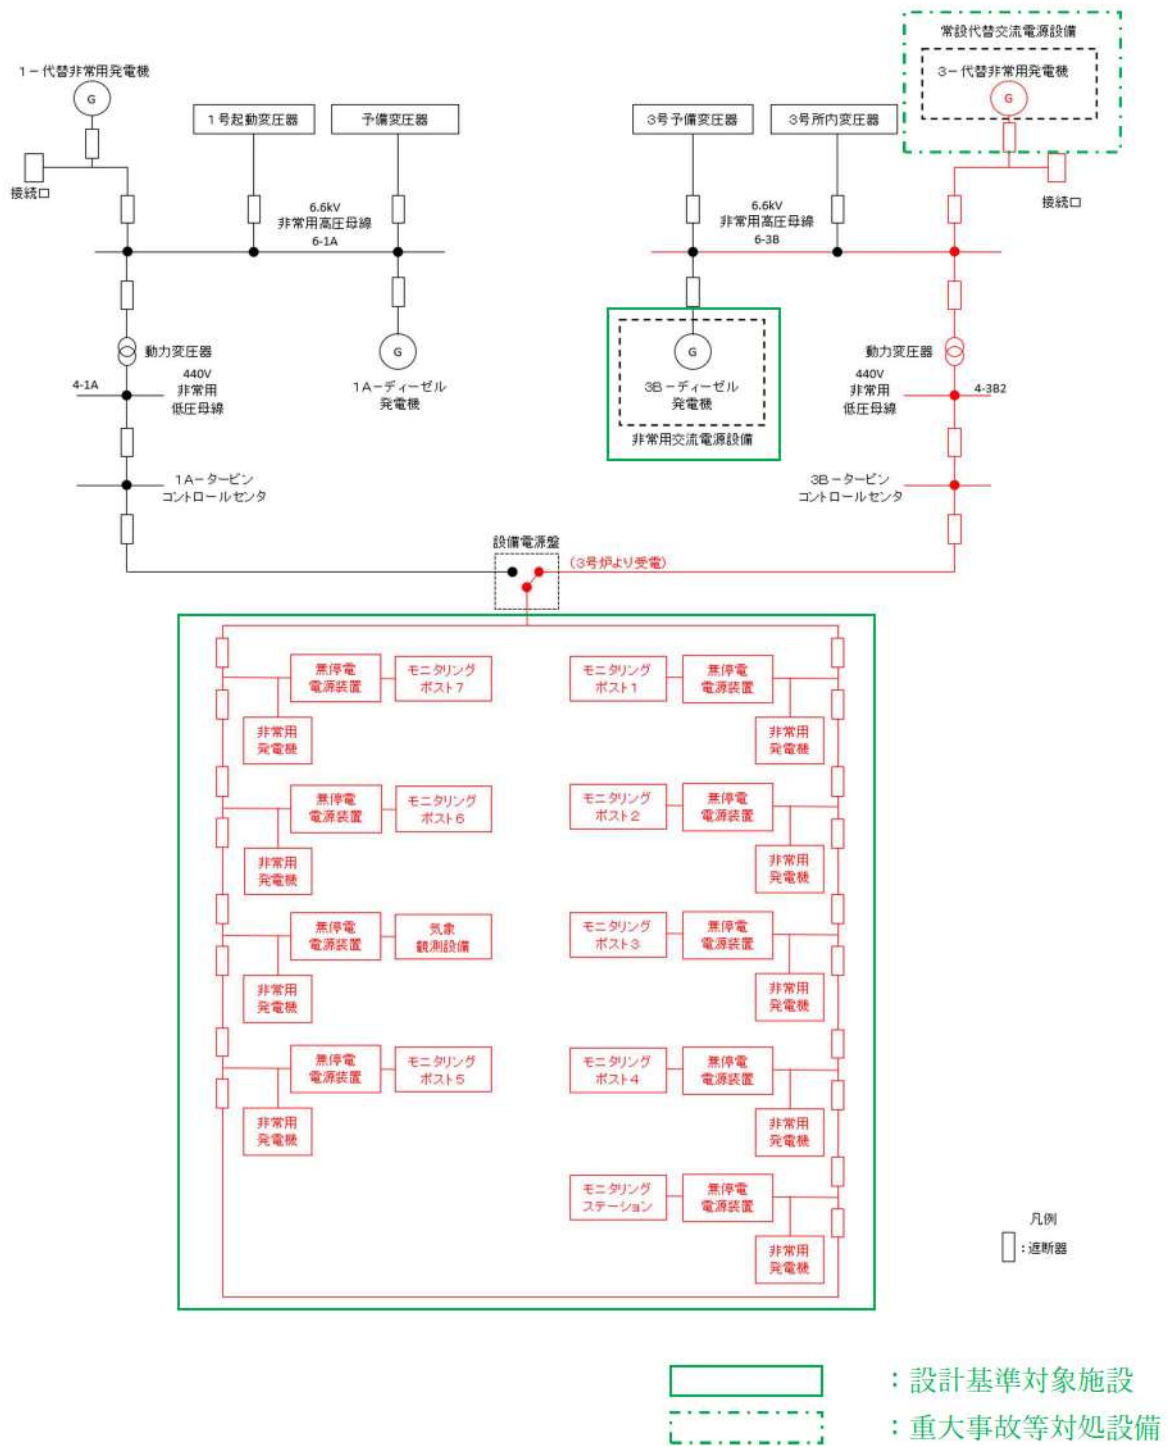 常設代替交流電源設備
1-代替非常用発電機
3-代替非常用発電機
G
G
1号起動変圧器
予備変圧器
3号予備変圧器
3号所内変圧器
接続口
接続口
6.6kV
非常用高圧母線
6-1A
6.6kV
非常用高圧母線
6-3B
動力変圧器
G
1A-ディーゼル
発電機
G
3B-ディーゼル
発電機
非常用交流電源設備
動力変圧器
4-1A
440V
非常用
低圧母線
440V
非常用
低圧母線
4-3B2
1A-タービン
コントロールセンタ
3B-タービン
コントロールセンタ
設備電源盤
(3号炉より受電)
無停電
電源装置
モニタリング
ポスト7
モニタリング
ポスト1
無停電
電源装置
非常用
発電機
非常用
発電機
無停電
電源装置
モニタリング
ポスト6
モニタリング
ポスト2
無停電
電源装置
非常用
発電機
非常用
発電機
無停電
電源装置
気象
観測設備
モニタリング
ポスト3
無停電
電源装置
非常用
発電機
非常用
発電機
無停電
電源装置
モニタリング
ポスト5
モニタリング
ポスト4
無停電
電源装置
非常用
発電機
非常用
発電機
モニタリング
ステーション
無停電
電源装置
非常用
発電機
凡例
:遮断器
:設計基準対象施設
:重大事故等対処設備